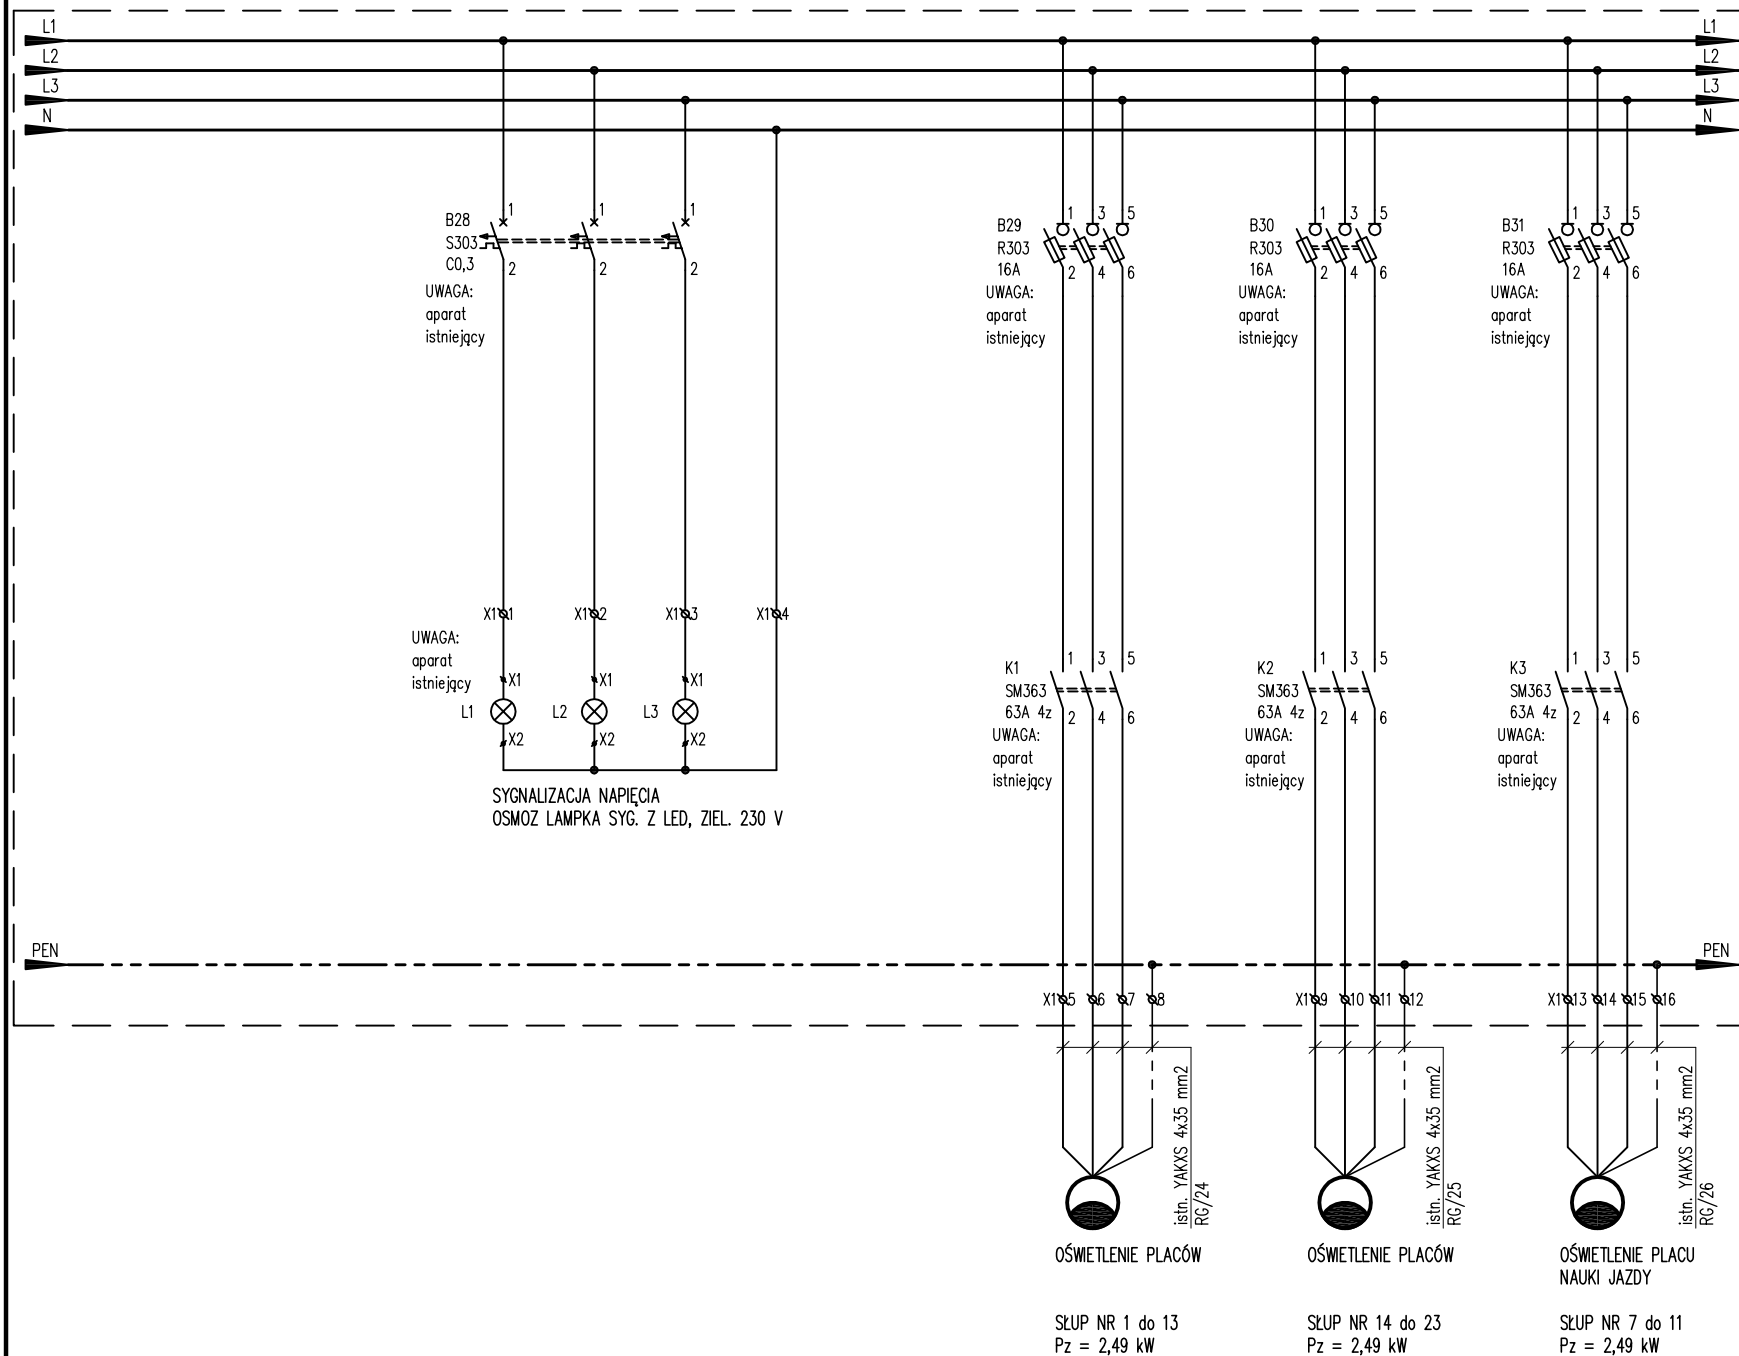 L1
L1
L2
L2
L3
L3
N
N
B28
S303
C0,3
UWAGA:
aparat
istniejący
1
2
1
2
1
2
B29
R303
16A
UWAGA:
aparat
istniejący
1 3 5
2 4 6
B30
R303
16A
UWAGA:
aparat
istniejący
1 3 5
2 4 6
B31
R303
16A
UWAGA:
aparat
istniejący
1 3 5
2 4 6
X1 1
X1 2
X1 3
X1 4
UWAGA:
aparat
istniejący
X1
X1
X1
L1
L2
L3
X2
X2
X2
SYGNALIZACJA NAPIĘCIA
OSMOZ LAMPKA SYG. Z LED, ZIEL. 230 V
K1
SM363
63A 4z
UWAGA:
aparat
istniejący
1 3 5
2 4 6
K2
SM363
63A 4z
UWAGA:
aparat
istniejący
1 3 5
2 4 6
K3
SM363
63A 4z
UWAGA:
aparat
istniejący
1 3 5
2 4 6
PEN
PEN
X1 5 6 7 8
X1 9 10 11 12
X1 13 14 15 16
istn. YAKXS 4x35 mm2
RG/24
istn. YAKXS 4x35 mm2
RG/25
istn. YAKXS 4x35 mm2
RG/26
OŚWIETLENIE PLACÓW
SŁUP NR 1 do 13
Pz = 2,49 kW
OŚWIETLENIE PLACÓW
SŁUP NR 14 do 23
Pz = 2,49 kW
OŚWIETLENIE PLACU
NAUKI JAZDY
SŁUP NR 7 do 11
Pz = 2,49 kW